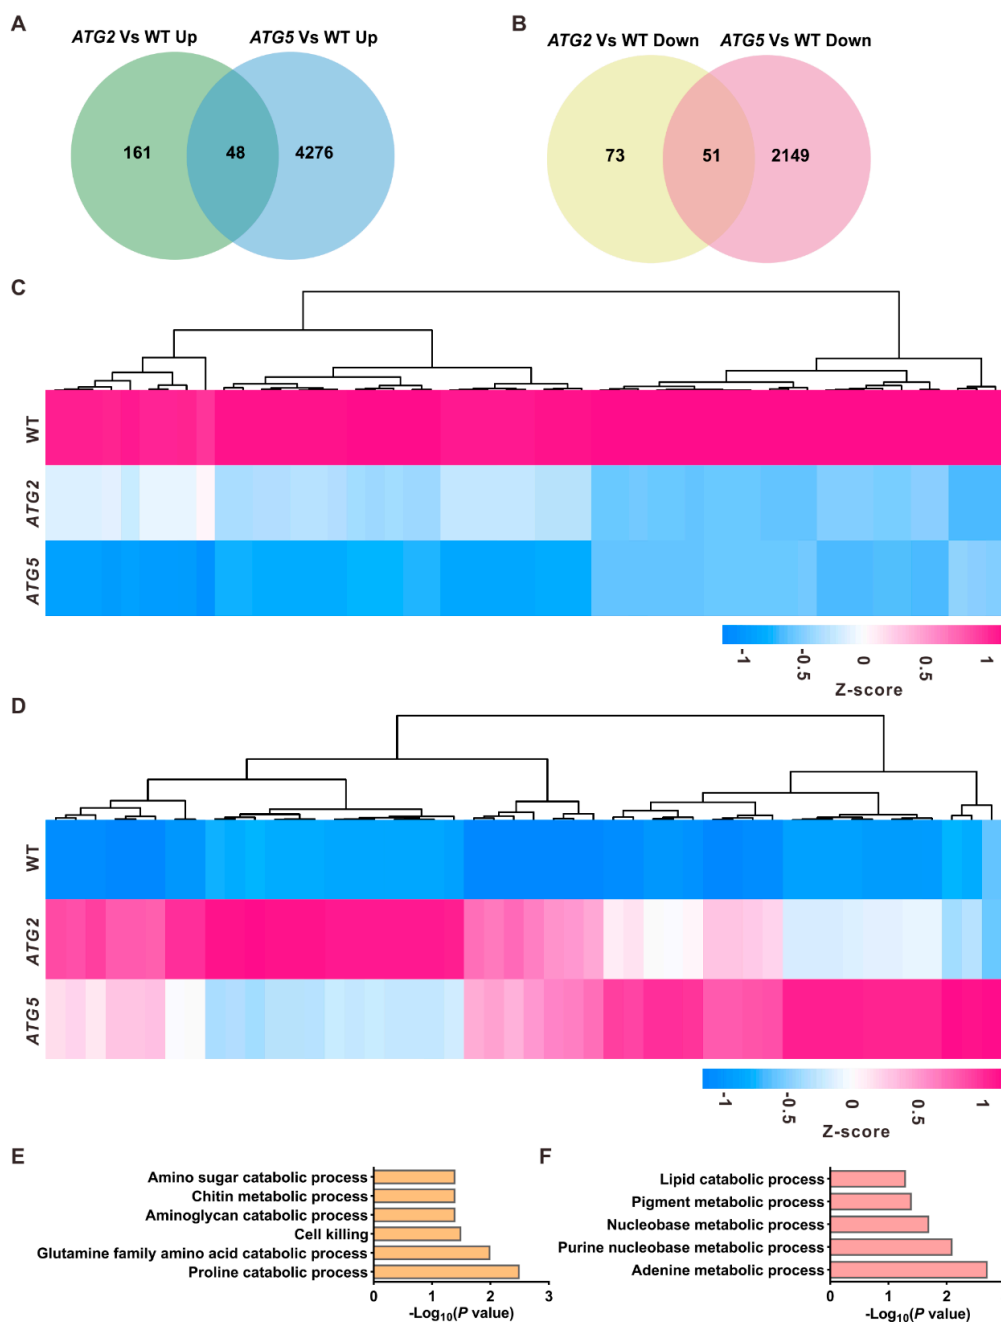 A
ATG2 Vs WT Up
ATG5 Vs WT Up
161
48
4276
B
ATG2 Vs WT Down
ATG5 Vs WT Down
73
51
2149
C
WT
ATG2
ATG5
-1
-0.5
0
0.5
1
Z-score
D
WT
ATG2
ATG5
-1
-0.5
0
0.5
1
Z-score
E
Amino sugar catabolic process
Chitin metabolic process
Aminoglycan catabolic process
Cell killing
Glutamine family amino acid catabolic process
Proline catabolic process
0
1
2
3
-Log10(P value)
F
Lipid catabolic process
Pigment metabolic process
Nucleobase metabolic process
Purine nucleobase metabolic process
Adenine metabolic process
0
1
2
-Log10(P value)